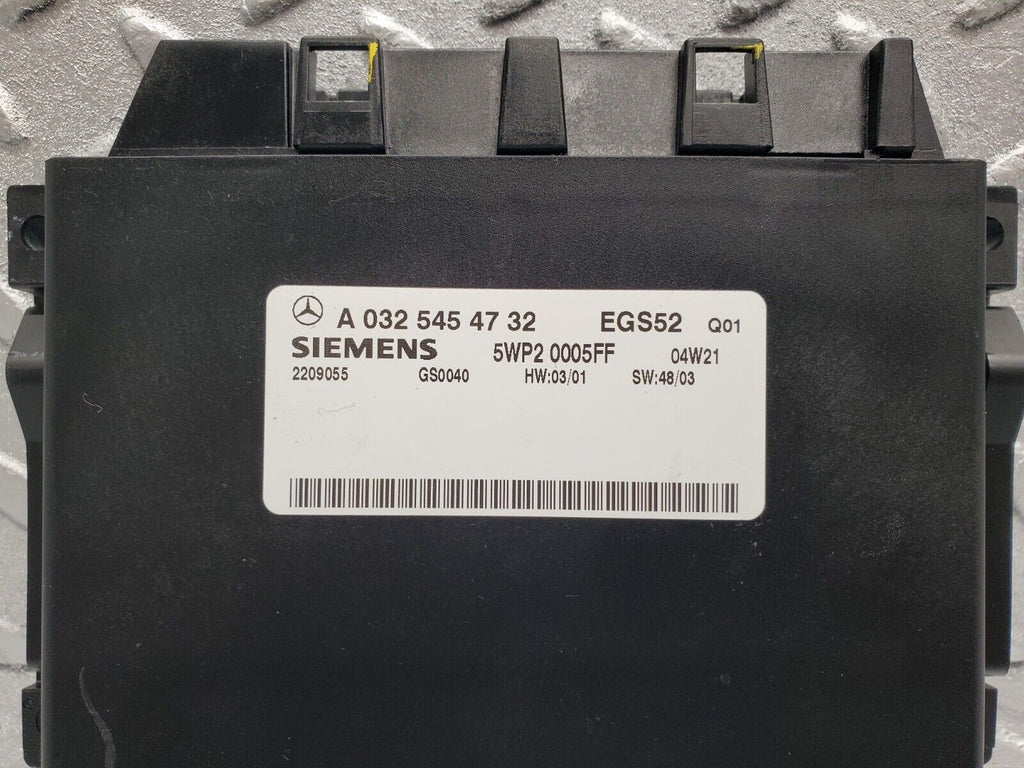 A 032 545 47 32 EGS52 Q01
SIEMENS 5WP2 0005FF 04W21
2209055 GS0040 HW:03/01 SW:48/03